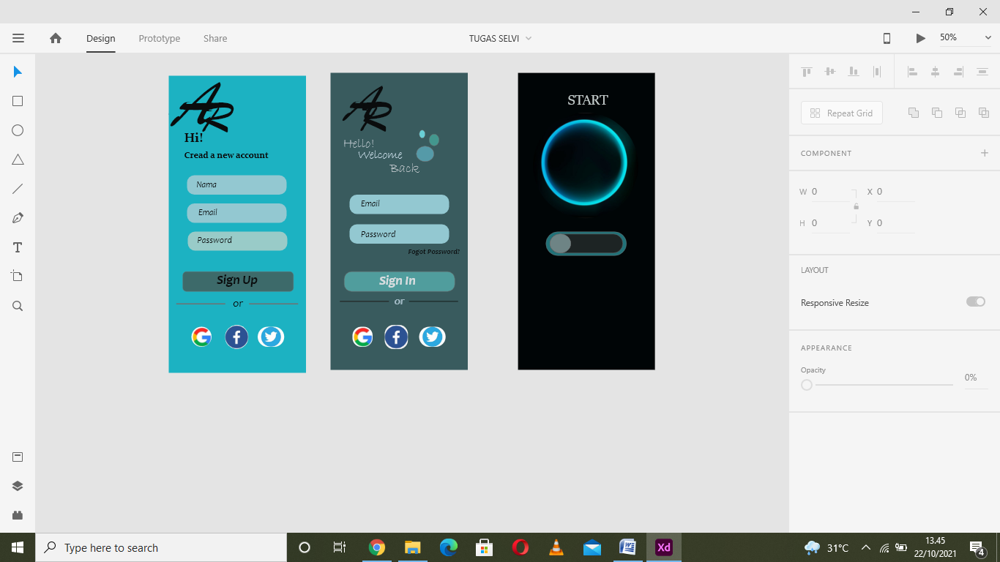 Design
Prototype
Share
TUGAS SELVI
50%
AR
Hi!
Cread a new account
Nama
Email
Password
Sign Up
or
AR
Hello!
Welcome
Back
Email
Password
Fogot Possword?
Sign In
or
START
Repeat Grid
COMPONENT
W 0
X 0
H 0
Y 0
LAYOUT
Responsive Resize
APPEARANCE
Opacity
0%
Type here to search
Xd
31°C
13.45
22/10/2021
4